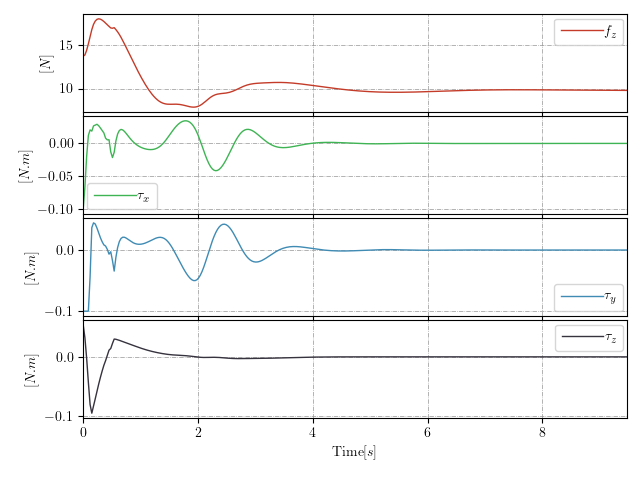 [N]
15
10
f_z
[N.m]
0.00
−0.05
−0.10
τ_x
[N.m]
0.0
−0.1
τ_y
[N.m]
0.0
−0.1
τ_z
0 2 4 6 8
Time[s]